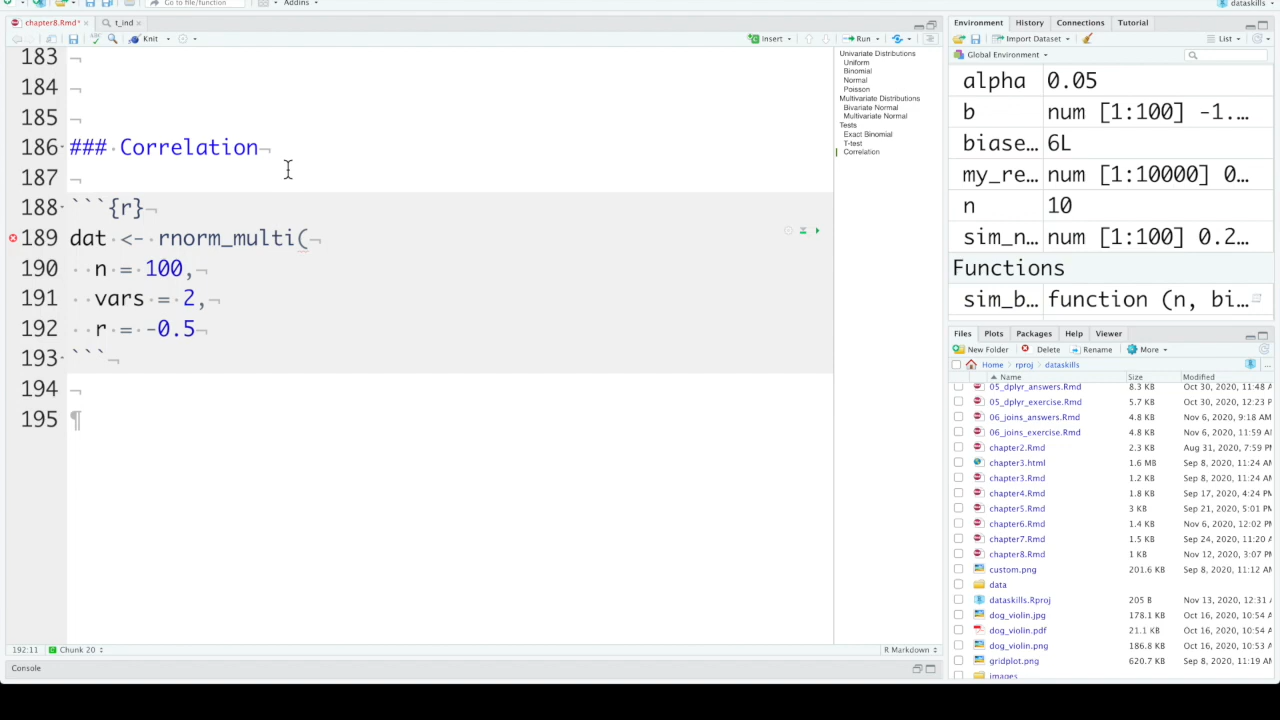 Go to file/function
Addins
dataskills
chapter8.Rmd*
t_ind
Environment
History
Connections
Tutorial
Knit
Insert
Run
Import Dataset
List
Global Environment
183
184
185
186 ### Correlation
187
188 ```{r}
189 dat <- rnorm_multi(
190 n = 100,
191 vars = 2,
192 r = -0.5
193 ```
194
195
192:11
Chunk 20
R Markdown
Console
Univariate Distributions
Uniform
Binomial
Normal
Poisson
Multivariate Distributions
Bivariate Normal
Multivariate Normal
Tests
Exact Binomial
T-test
Correlation
alpha 0.05
b num [1:100] -1.…
biase… 6L
my_re… num [1:10000] 0…
n 10
sim_n… num [1:100] 0.2…
Functions
sim_b… function (n, bi…
Files
Plots
Packages
Help
Viewer
New Folder
Delete
Rename
More
Home
rproj
dataskills
...
Name Size Modified
05_dplyr_answers.Rmd 8.3 KB Oct 30, 2020, 11:48 A
05_dplyr_exercise.Rmd 5.7 KB Oct 30, 2020, 12:23 P
06_joins_answers.Rmd 4.8 KB Nov 6, 2020, 9:18 AM
06_joins_exercise.Rmd 4.8 KB Nov 6, 2020, 11:59 A
chapter2.Rmd 2.3 KB Aug 31, 2020, 7:59 P
chapter3.html 1.6 MB Sep 8, 2020, 11:24 A
chapter3.Rmd 1.2 KB Sep 8, 2020, 11:24 A
chapter4.Rmd 1.8 KB Sep 17, 2020, 4:24 P
chapter5.Rmd 3 KB Sep 21, 2020, 5:01 P
chapter6.Rmd 1.4 KB Nov 6, 2020, 12:02 P
chapter7.Rmd 1.5 KB Sep 24, 2020, 11:20
chapter8.Rmd 1 KB Nov 12, 2020, 3:07 P
custom.png 201.6 KB Sep 8, 2020, 11:12 A
data
dataskills.Rproj 205 B Nov 13, 2020, 12:31
dog_violin.jpg 178.1 KB Oct 16, 2020, 10:54
dog_violin.pdf 21.1 KB Oct 16, 2020, 10:54
dog_violin.png 186.8 KB Oct 16, 2020, 10:53
gridplot.png 620.7 KB Sep 8, 2020, 11:19 A
images